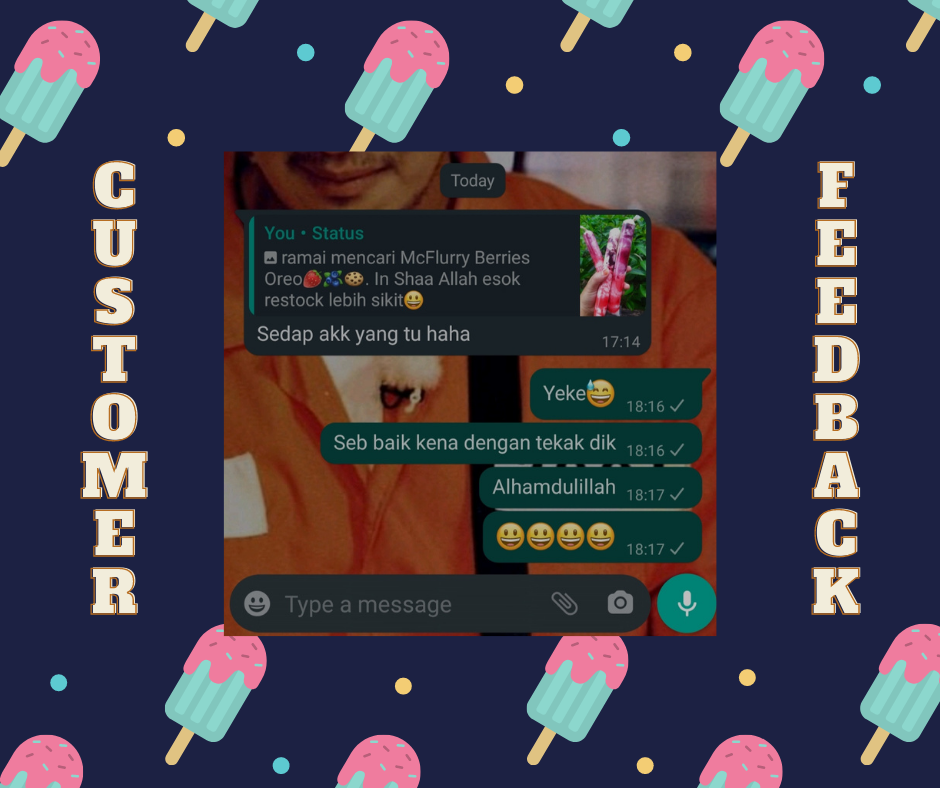 CUSTOMER
Today
You • Status
ramai mencari McFlurry Berries
Oreo🍓🫐🍪. In Shaa Allah esok
restock lebih sikit😃
Sedap akk yang tu haha
17:14
Yeke😅 18:16
Seb baik kena dengan tekak dik 18:16
Alhamdulillah 18:17
😃😃😃😃 18:17
Type a message
FEEDBACK